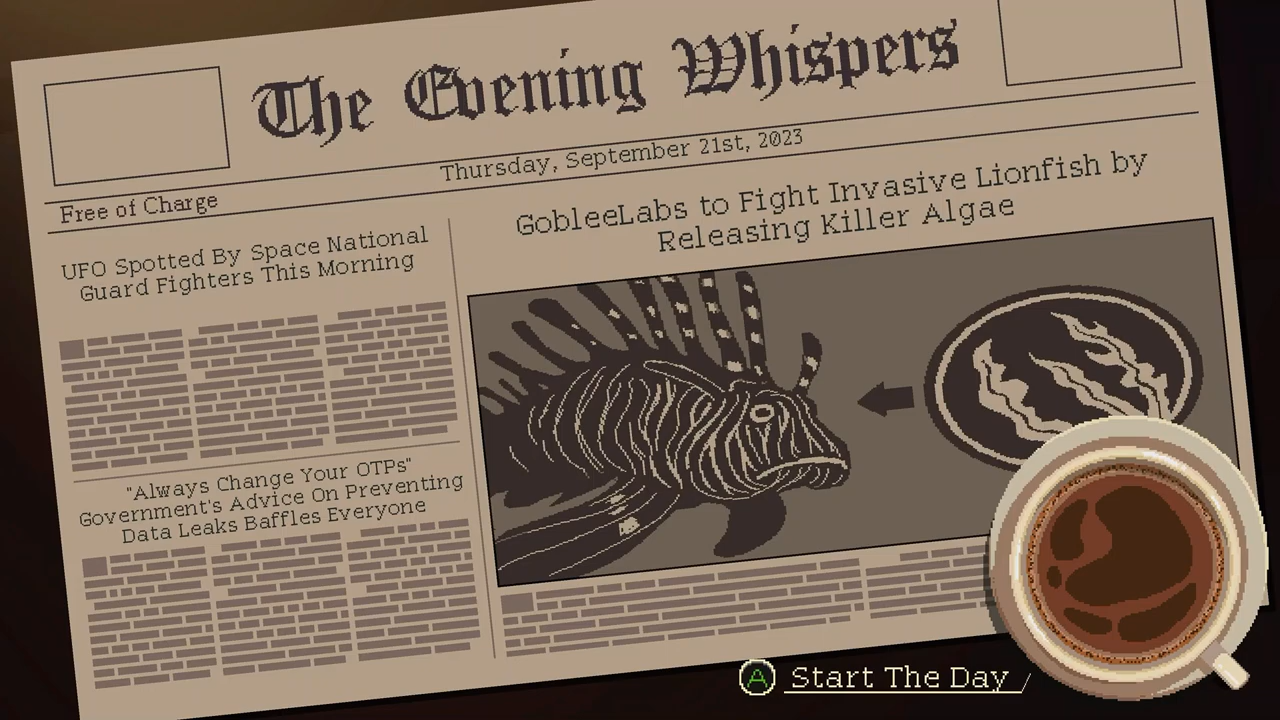 The Evening Whispers
Thursday, September 21st, 2023
Free of Charge
UFO Spotted By Space National
Guard Fighters This Morning
"Always Change Your OTPs"
Government's Advice On Preventing
Data Leaks Baffles Everyone
GobleeLabs to Fight Invasive Lionfish by
Releasing Killer Algae
A Start The Day